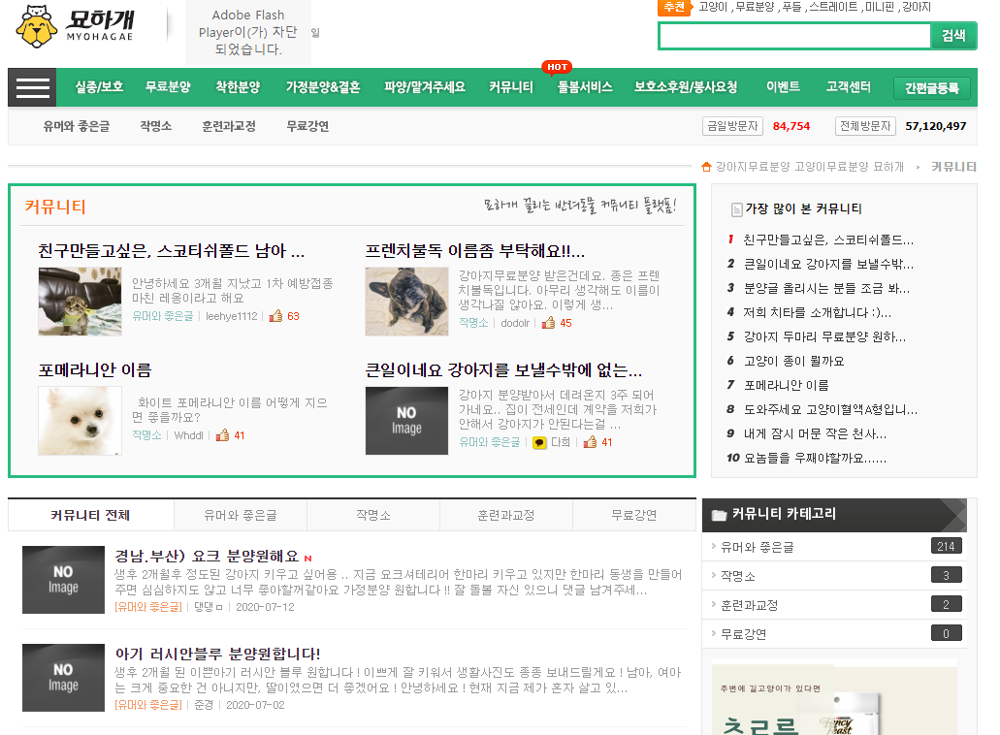 묘하개
MYOHAGAE
Adobe Flash
Player이(가) 차단
되었습니다.
일
추천 고양이 , 무료분양 , 푸들 , 스트레이트 , 미니핀 , 강아지
검색
HOT
실종/보호 무료분양 착한분양 가정분양&결혼 파양/맡겨주세요 커뮤니티 돌봄서비스 보호소후원/봉사요청 이벤트 고객센터 간편글등록
유머와 좋은글 작명소 훈련과교정 무료강연 금일방문자 84,754 전체방문자 57,120,497
강아지무료분양 고양이무료분양 묘하개 › 커뮤니티
커뮤니티
묘하개 끌리는 반려동물 커뮤니티 플랫폼!
친구만들고싶은, 스코티쉬폴드 남아 ...
안녕하세요 3개월 지났고 1차 예방접종
마친 레옹이라고 해요
유머와 좋은글 | leehye1112 | 63
프렌치불독 이름좀 부탁해요!!...
강아지무료분양 받은건데요. 종은 프렌
치불독입니다. 아무리 생각해도 이름이
생각나질 않아요. 이렇게 생...
작명소 | dodolr | 45
포메라니안 이름
화이트 포메라니안 이름 어떻게 지으
면 좋을까요?
작명소 | Whddl | 41
큰일이네요 강아지를 보낼수밖에 없는...
NO
Image
강아지 분양받아서 데려온지 3주 되어
가네요.. 집이 전세인데 계약을 저희가
안해서 강아지가 안된다는걸 ...
유머와 좋은글 | 다희 | 41
가장 많이 본 커뮤니티
1 친구만들고싶은, 스코티쉬폴드...
2 큰일이네요 강아지를 보낼수밖...
3 분양글 올리시는 분들 조금 봐...
4 저희 치타를 소개합니다 :)...
5 강아지 두마리 무료분양 원하...
6 고양이 종이 뭘까요
7 포메라니안 이름
8 도와주세요 고양이혈액A형입니...
9 내게 잠시 머문 작은 천사...
10 요놈들을 우째야할까요......
커뮤니티 전체 유머와 좋은글 작명소 훈련과교정 무료강연
NO
Image
경남.부산) 요크 분양원해요 N
생후 2개월후 정도된 강아지 키우고 싶어용 .. 지금 요크셔테리어 한마리 키우고 있지만 한마리 동생을 만들어
주면 심심하지도 않고 너무 좋아할꺼같아요 가정분양 원합니다 !! 잘 돌볼 자신 있으니 댓글 남겨주세...
[유머와 좋은글] | 댕댕ㅁ | 2020-07-12
NO
Image
아기 러시안블루 분양원합니다!
생후 2개월 된 이쁜아기 러시안 블루 원합니다 ! 이쁘게 잘 키워서 생활사진도 종종 보내드릴게요 ! 남아, 여아
는 크게 중요한 건 아니지만, 딸이였으면 더 좋겠어요 ! 안녕하세요 ! 현재 지금 제가 혼자 살고 있...
[유머와 좋은글] | 준경 | 2020-07-02
커뮤니티 카테고리
유머와 좋은글 214
작명소 3
훈련과교정 2
무료강연 0
주변에 길고양이가 있다면
츄르를
Fancy
Feast